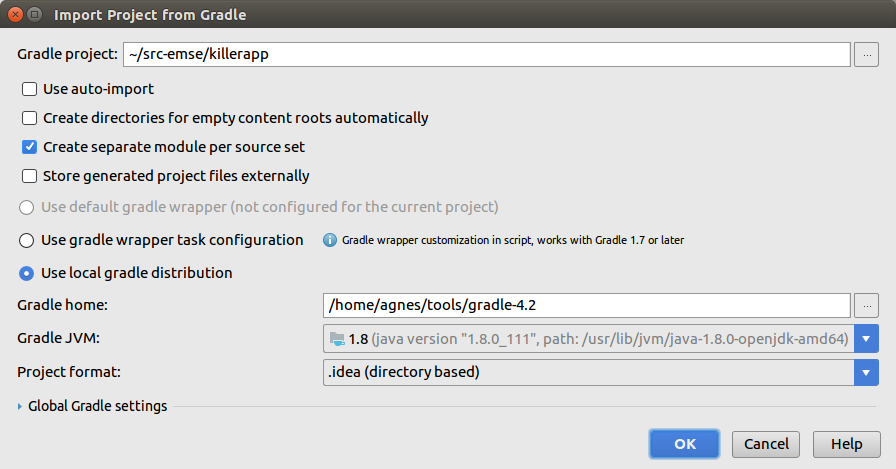 Import Project from Gradle
Gradle project: ~/src-emse/killerapp ...
Use auto-import
Create directories for empty content roots automatically
Create separate module per source set
Store generated project files externally
Use default gradle wrapper (not configured for the current project)
Use gradle wrapper task configuration Gradle wrapper customization in script, works with Gradle 1.7 or later
Use local gradle distribution
Gradle home: /home/agnes/tools/gradle-4.2 ...
Gradle JVM: 1.8 (java version "1.8.0_111", path: /usr/lib/jvm/java-1.8.0-openjdk-amd64)
Project format: .idea (directory based)
Global Gradle settings
OK Cancel Help